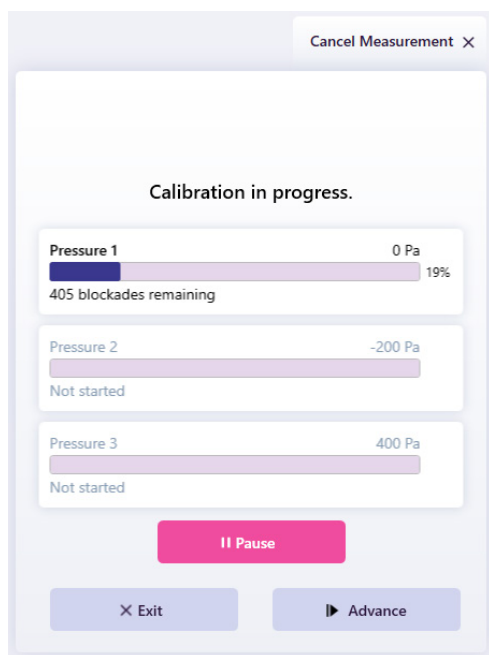 Cancel Measurement ×
Calibration in progress.
Pressure 1 0 Pa
19%
405 blockades remaining
Pressure 2 -200 Pa
Not started
Pressure 3 400 Pa
Not started
Pause
Exit
Advance